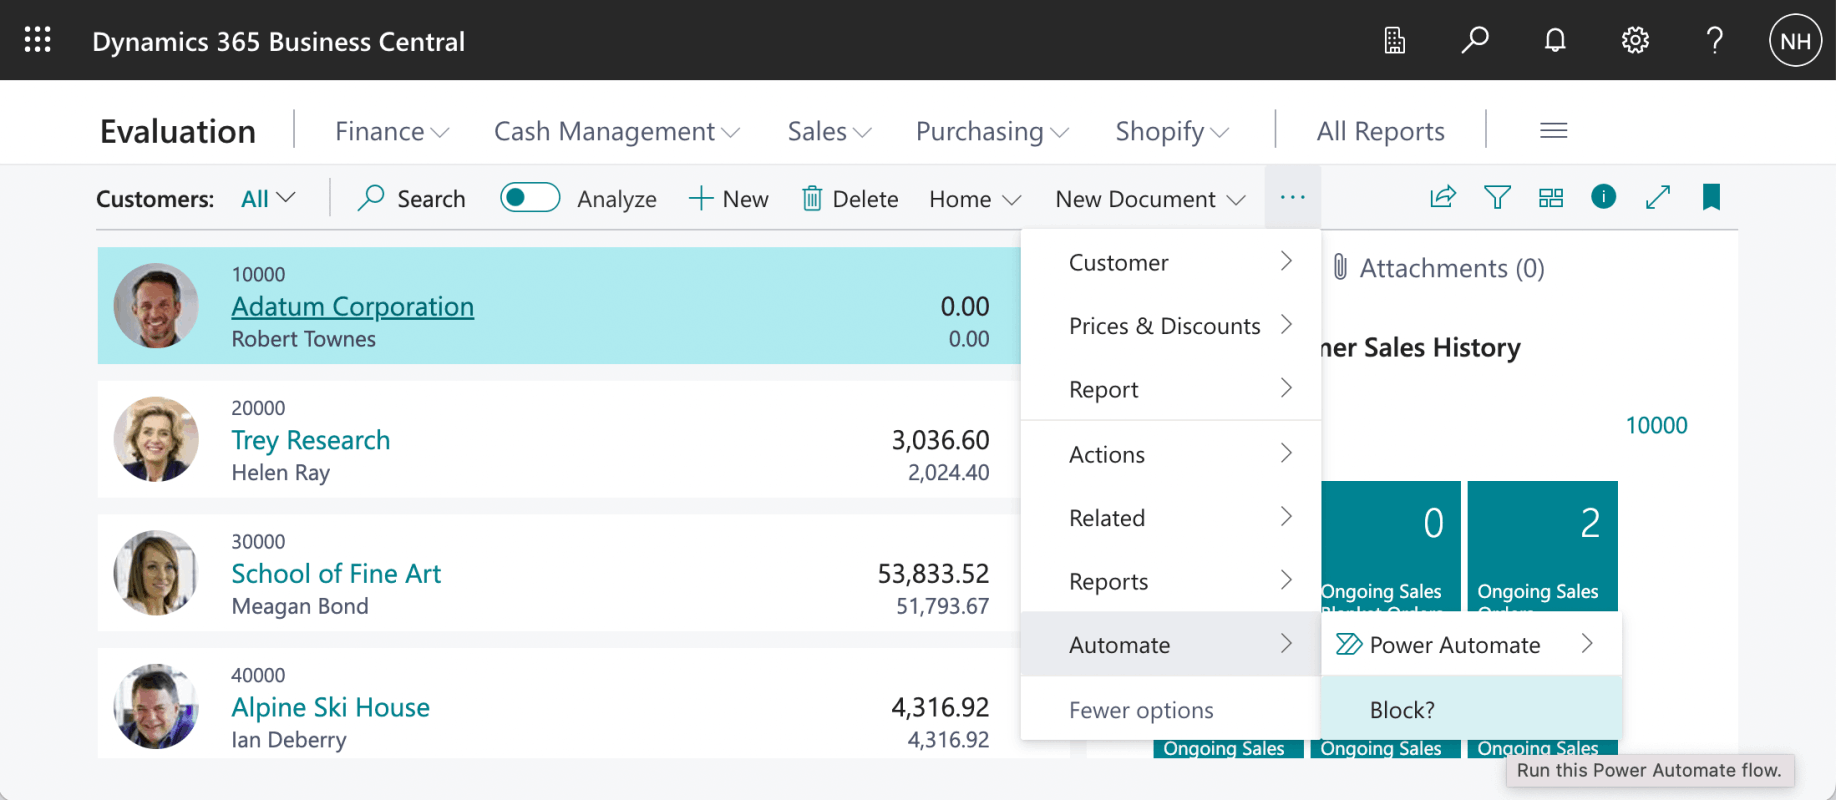 Dynamics 365 Business Central
NH
Evaluation
Finance
Cash Management
Sales
Purchasing
Shopify
All Reports
Customers:
All
Search
Analyze
New
Delete
Home
New Document
10000
Adatum Corporation
Robert Townes
0.00
0.00
20000
Trey Research
Helen Ray
3,036.60
2,024.40
30000
School of Fine Art
Meagan Bond
53,833.52
51,793.67
40000
Alpine Ski House
Ian Deberry
4,316.92
4,316.92
Customer
Prices & Discounts
Report
Actions
Related
Reports
Automate
Fewer options
Power Automate
Block?
Attachments (0)
Sales History
10000
0
Ongoing Sales
2
Ongoing Sales
Ongoing Sales
Ongoing Sales
Ongoing Sales
Run this Power Automate flow.